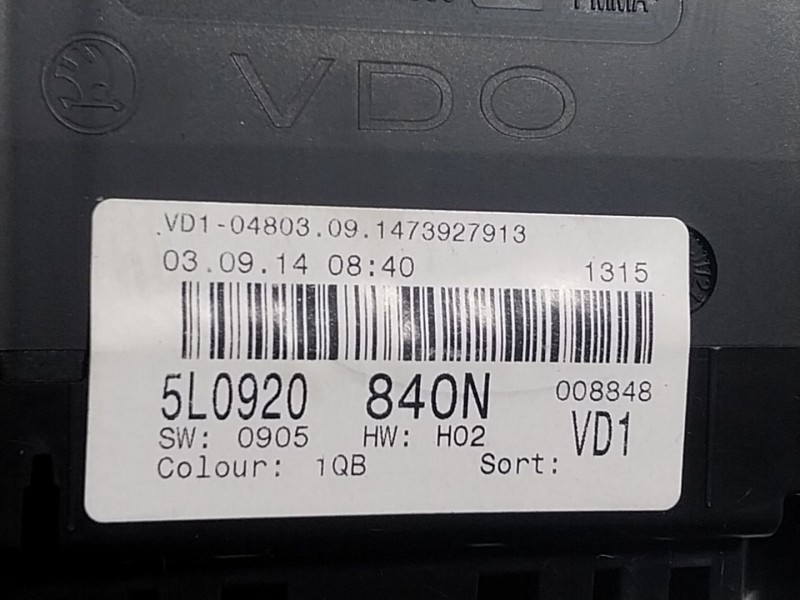 PMMA
VDO
VD1-04803.09.1473927913
03.09.14 08:40 1315
5L0920 840N 008848
SW: 0905 HW: H02 VD1
Colour: 1QB Sort: